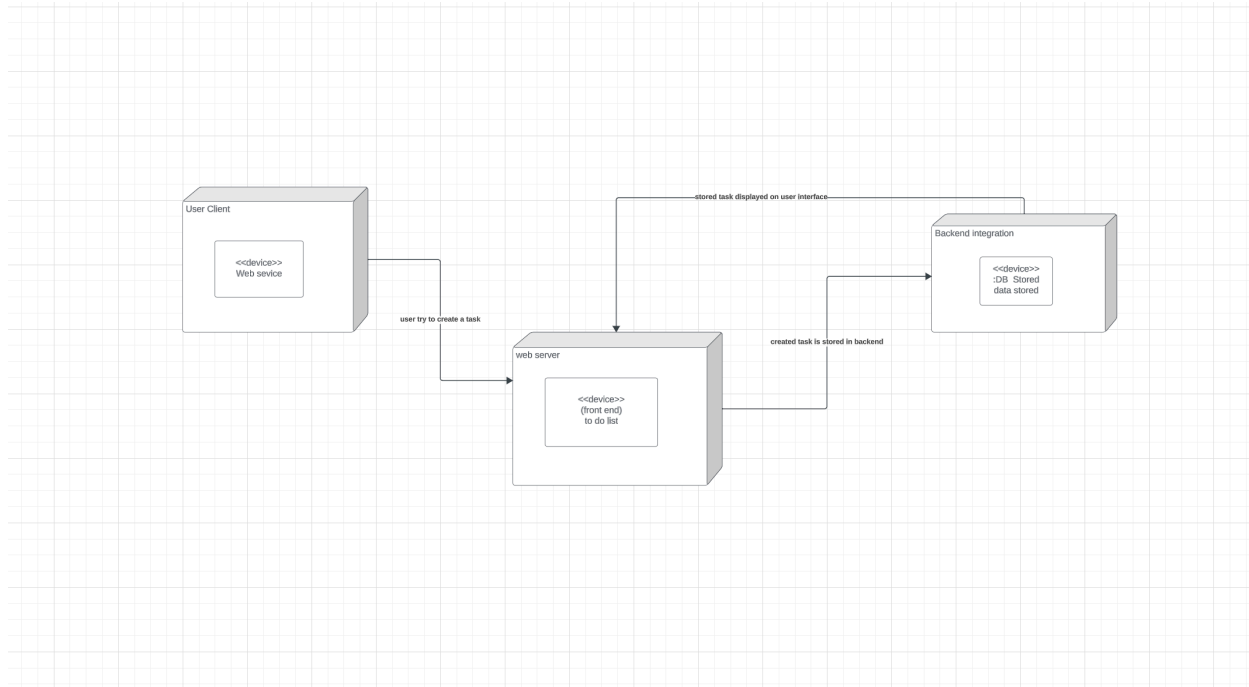 User Client
<<device>>
Web sevice
user try to create a task
web server
<<device>>
(front end)
to do list
stored task displayed on user interface
created task is stored in backend
Backend integration
<<device>>
:DB Stored
data stored